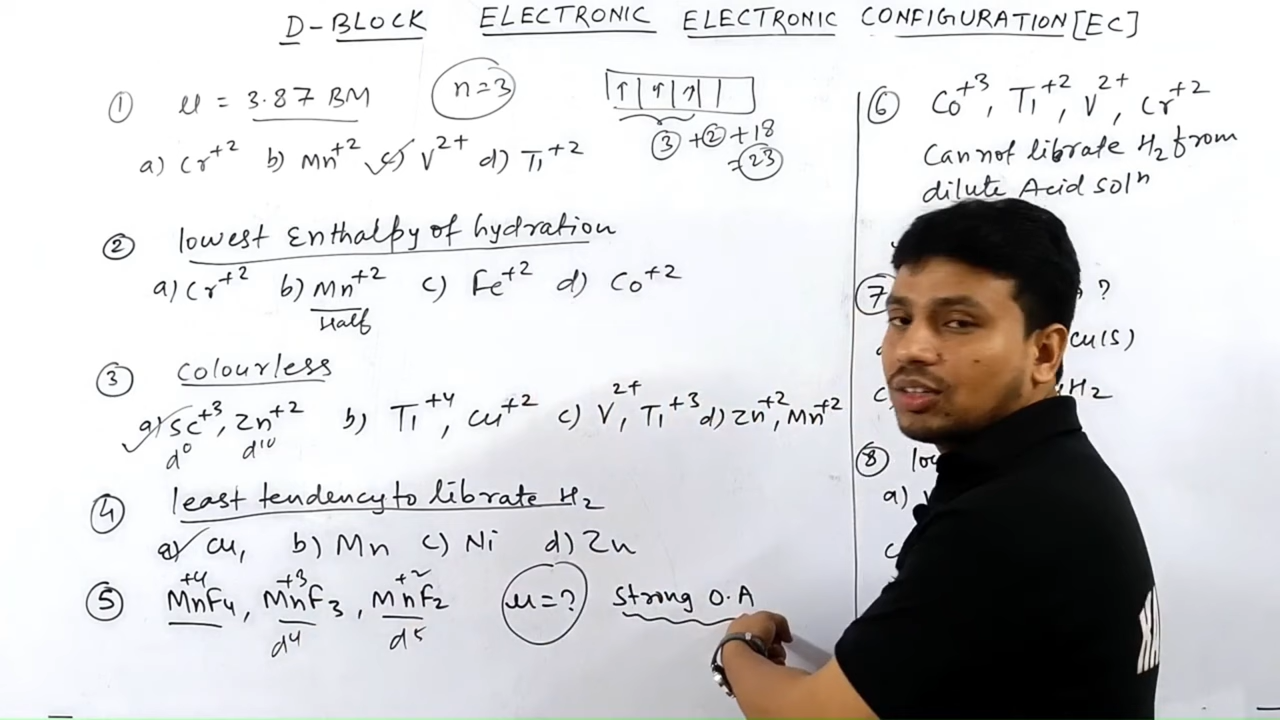 D-BLOCK ELECTRONIC ELECTRONIC CONFIGURATION [EC]
① µ = 3.87 BM n=3 ↑ ↑ ↑
③ + ② + 18
= 23
a) Cr+2 b) Mn+2 c) V2+ d) Ti+2
② lowest Enthalpy of hydration
a) Cr+2 b) Mn+2 c) Fe+2 d) Co+2
Half
③ colourless
a) Sc+3, Zn+2 b) Ti+4, Cu+2 c) V2+, Ti+3 d) Zn+2, Mn+2
d0 d10
④ least tendency to librate H2
a) Cu, b) Mn c) Ni d) Zn
+4 +3 +2
⑤ MnF4, MnF3, MnF2 µ=? Strong O.A
d4 d5
⑥ Co+3, Ti+2, V2+, Cr+2
Cannot librate H2 from
dilute Acid soln
⑦ ?
Cu(s)
c H2
⑧ lo
a) V
c